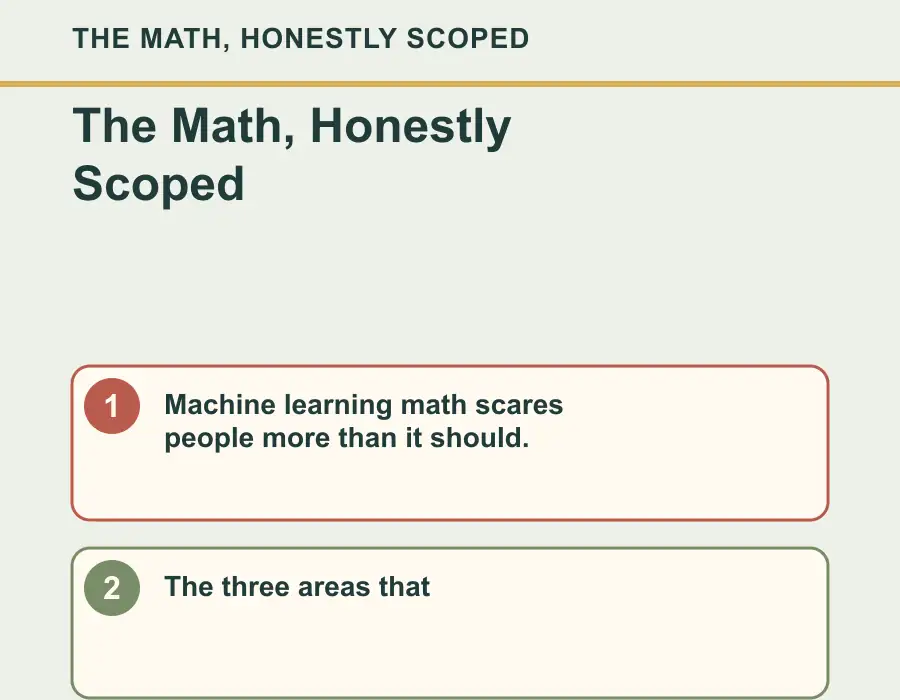 THE MATH, HONESTLY SCOPED
The Math, Honestly
Scoped
1
Machine learning math scares
people more than it should.
2
The three areas that